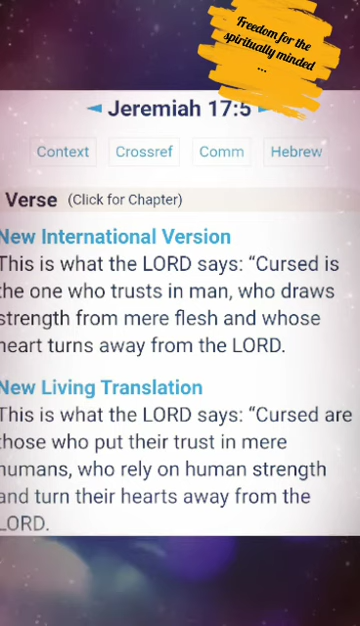 Freedom for the
spiritually minded
...
Jeremiah 17:5
Context Crossref Comm Hebrew
Verse (Click for Chapter)
New International Version
This is what the LORD says: “Cursed is
the one who trusts in man, who draws
strength from mere flesh and whose
heart turns away from the LORD.
New Living Translation
This is what the LORD says: “Cursed are
those who put their trust in mere
humans, who rely on human strength
and turn their hearts away from the
LORD.